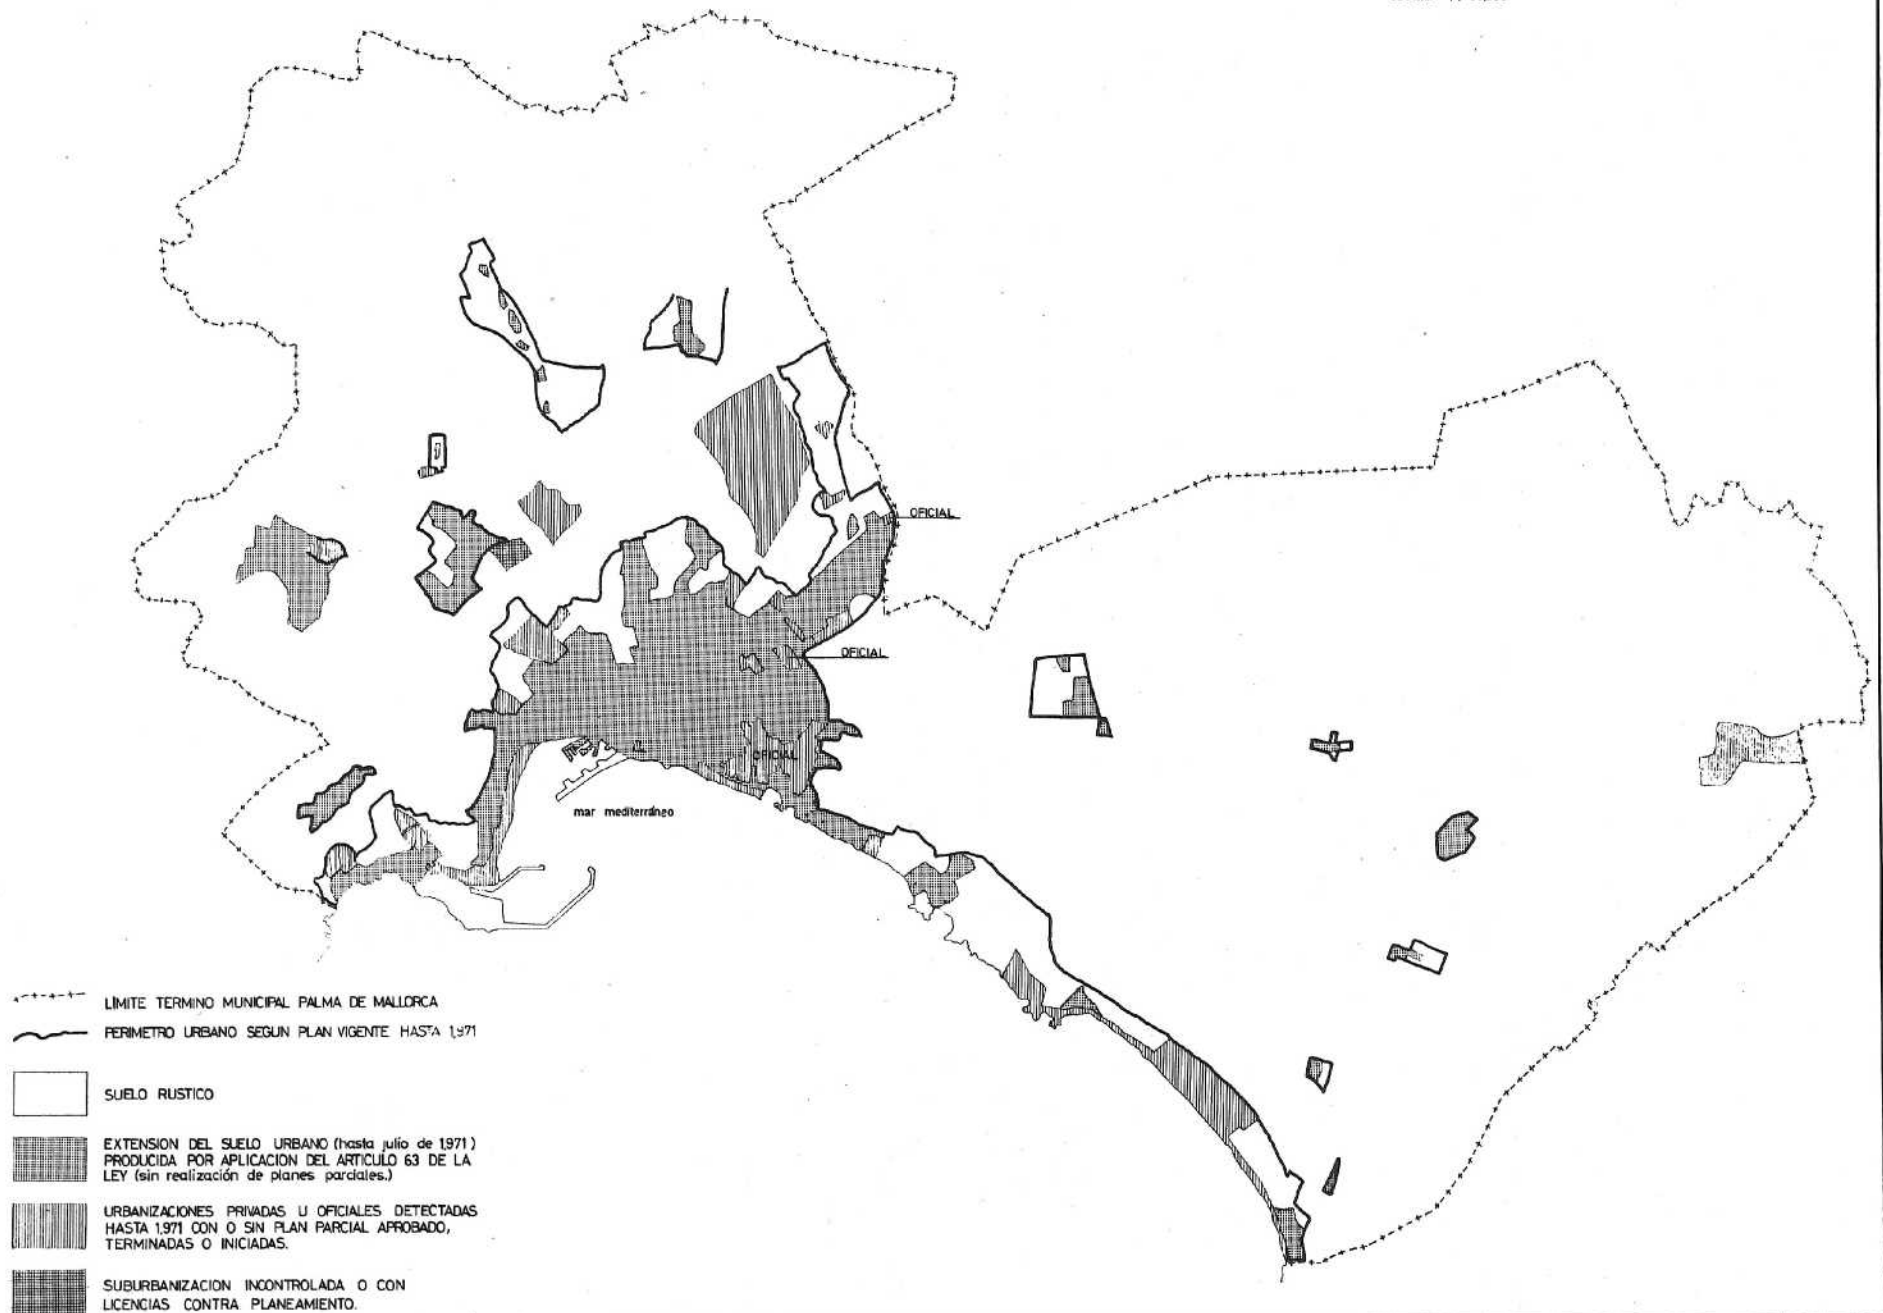 OFICIAL
OFICIAL
OFICIAL
mar mediterráneo
LIMITE TERMINO MUNICIPAL PALMA DE MALLORCA
PERIMETRO URBANO SEGUN PLAN VIGENTE HASTA 1,971
SUELO RUSTICO
EXTENSION DEL SUELO URBANO (hasta julio de 1.971)
PRODUCIDA POR APLICACION DEL ARTICULO 63 DE LA
LEY (sin realización de planes parciales.)
URBANIZACIONES PRIVADAS U OFICIALES DETECTADAS
HASTA 1,971 CON O SIN PLAN PARCIAL APROBADO,
TERMINADAS O INICIADAS.
SUBURBANIZACION INCONTROLADA O CON
LICENCIAS CONTRA PLANEAMIENTO.